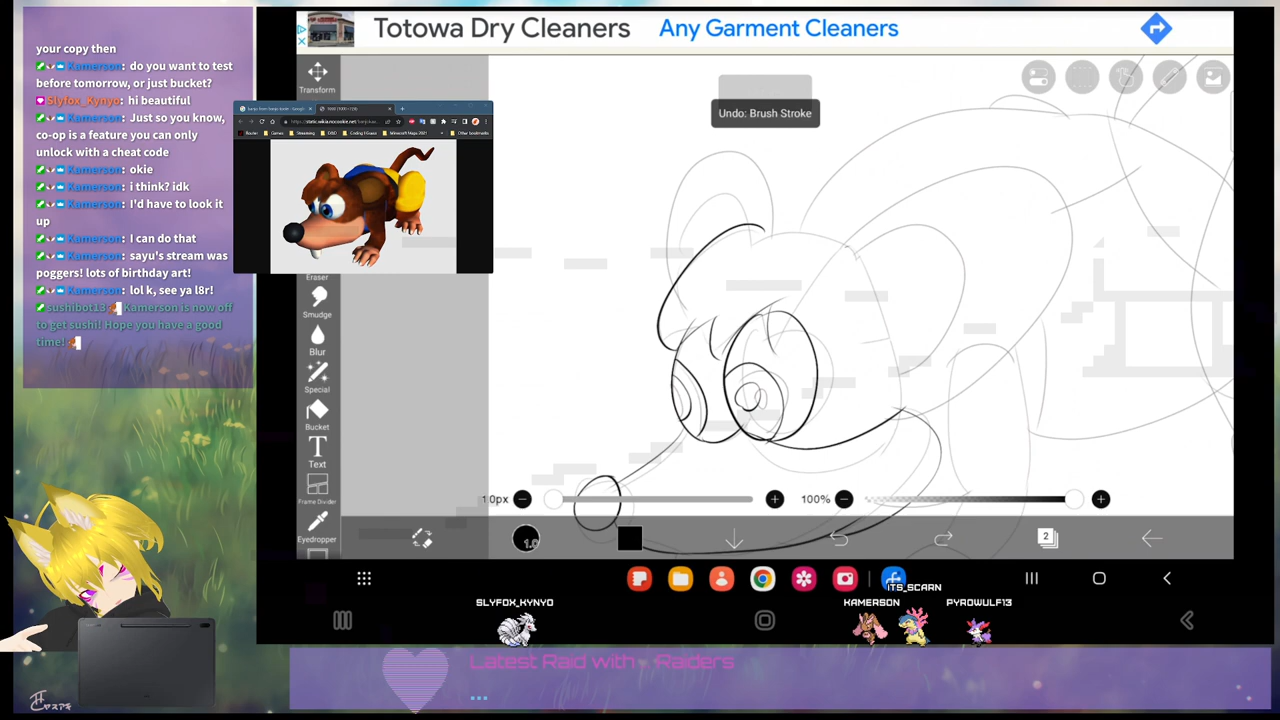 Totowa Dry Cleaners Any Garment Cleaners
your copy then
Kamerson: do you want to test
before tomorrow, or just bucket?
Slyfox_Kynyo: hi beautiful
Kamerson: Just so you know,
co-op is a feature you can only
unlock with a cheat code
Kamerson: okie
Kamerson: i think? idk
Kamerson: I'd have to look it
up
Kamerson: I can do that
Kamerson: sayu's stream was
poggers! lots of birthday art!
Kamerson: lol k, see ya l8r!
sushibot13 Kamerson is now off
to get sushi! Hope you have a good
time!
Transform
Undo: Brush Stroke
Eraser
Smudge
Blur
Special
Bucket
Text
Frame Divider
Eyedropper
100%
1.0
2
ITS_SCARN
SLYFOX_KYNYO
KAMERSON
PYROWULF13
Latest Raid with - Raiders
...